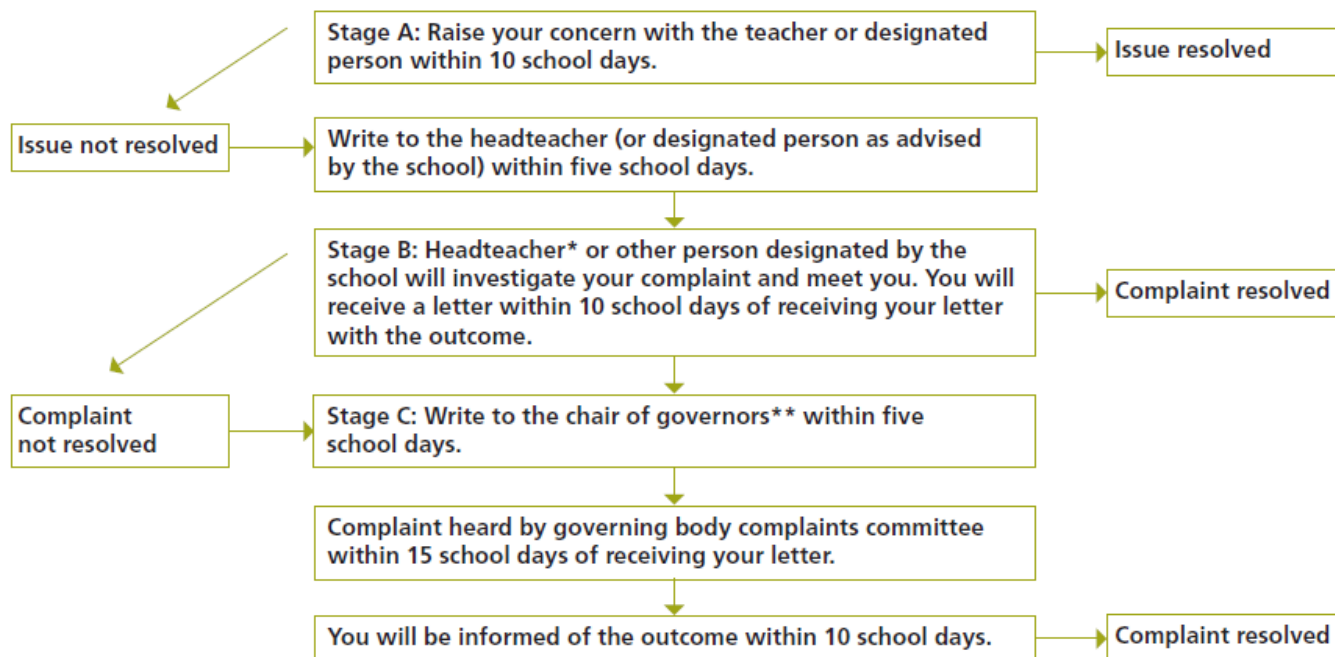 Stage A: Raise your concern with the teacher or designated
person within 10 school days.
Issue resolved
Issue not resolved
Write to the headteacher (or designated person as advised
by the school) within five school days.
Stage B: Headteacher* or other person designated by the
school will investigate your complaint and meet you. You will
receive a letter within 10 school days of receiving your letter
with the outcome.
Complaint resolved
Complaint
not resolved
Stage C: Write to the chair of governors** within five
school days.
Complaint heard by governing body complaints committee
within 15 school days of receiving your letter.
You will be informed of the outcome within 10 school days.
Complaint resolved